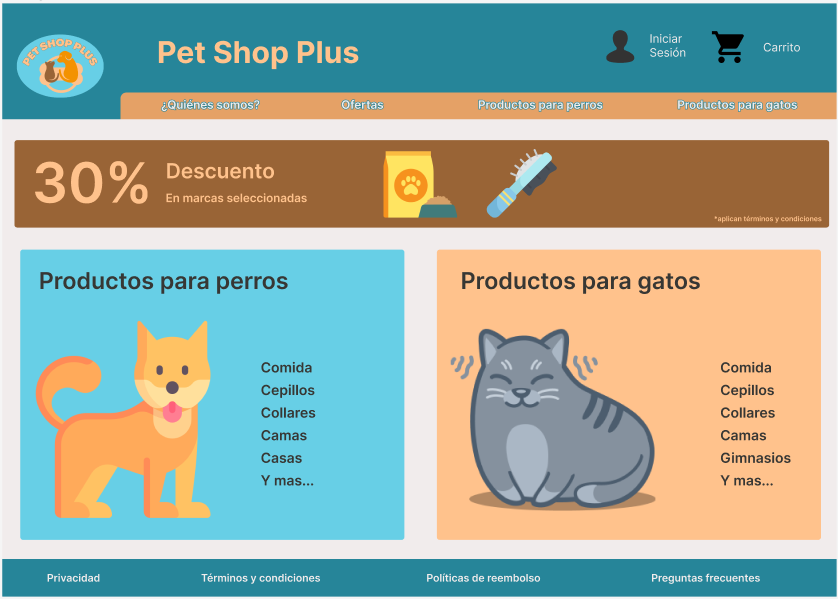 PET SHOP PLUS
Pet Shop Plus
Iniciar
Sesión
Carrito
¿Quiénes somos?
Ofertas
Productos para perros
Productos para gatos
30%
Descuento
En marcas seleccionadas
*aplican términos y condiciones
Productos para perros
Comida
Cepillos
Collares
Camas
Casas
Y mas...
Productos para gatos
Comida
Cepillos
Collares
Camas
Gimnasios
Y mas...
Privacidad
Términos y condiciones
Políticas de reembolso
Preguntas frecuentes